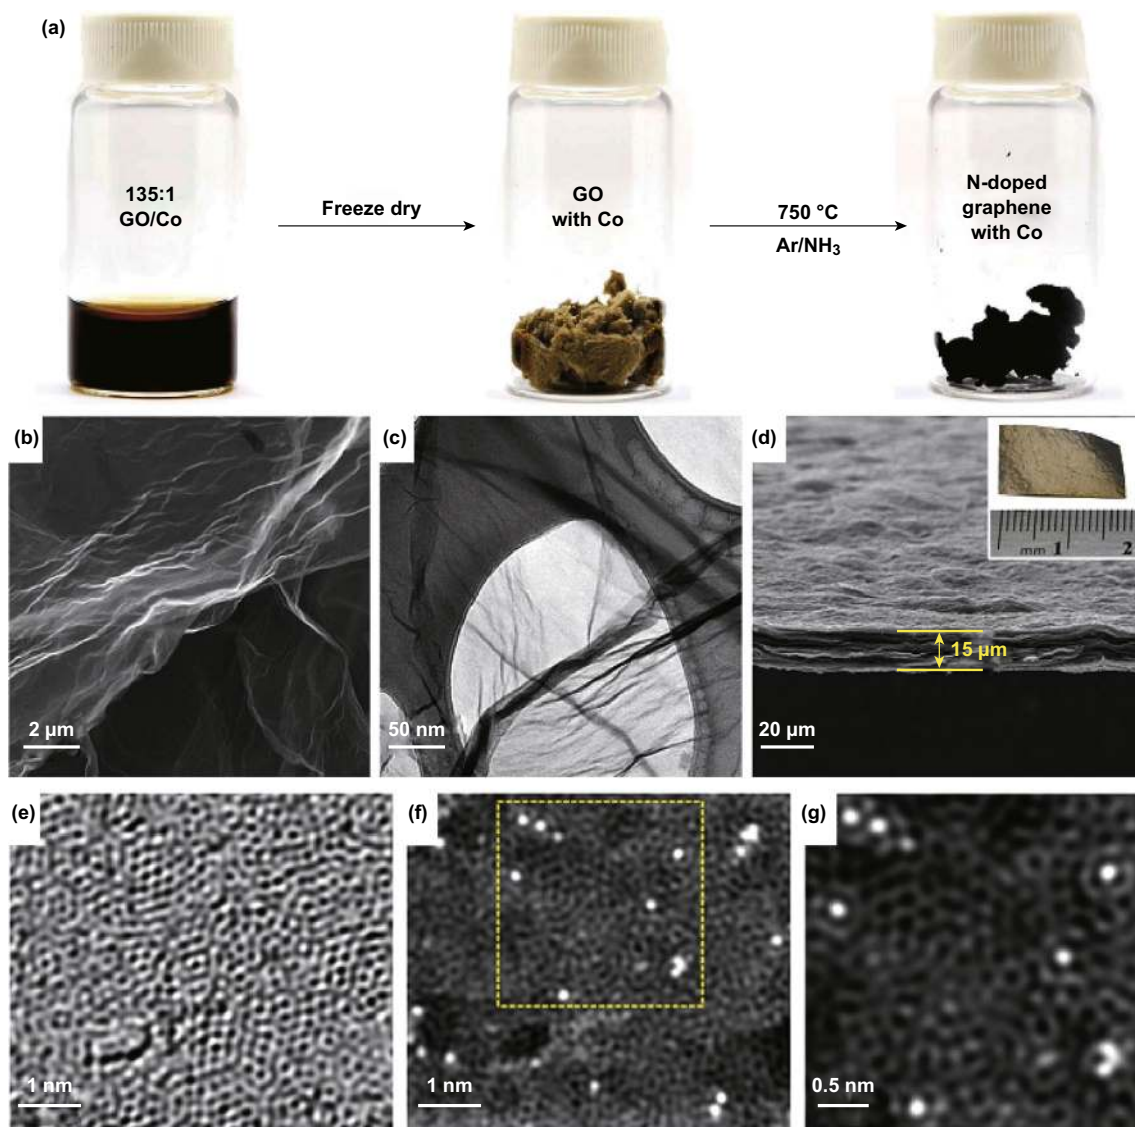 (a)
135:1
GO/Co
Freeze dry
GO
with Co
750 °C
Ar/NH₃
N-doped
graphene
with Co
(b)
2 µm
(c)
50 nm
(d)
mm 1 2
15 µm
20 µm
(e)
1 nm
(f)
1 nm
(g)
0.5 nm